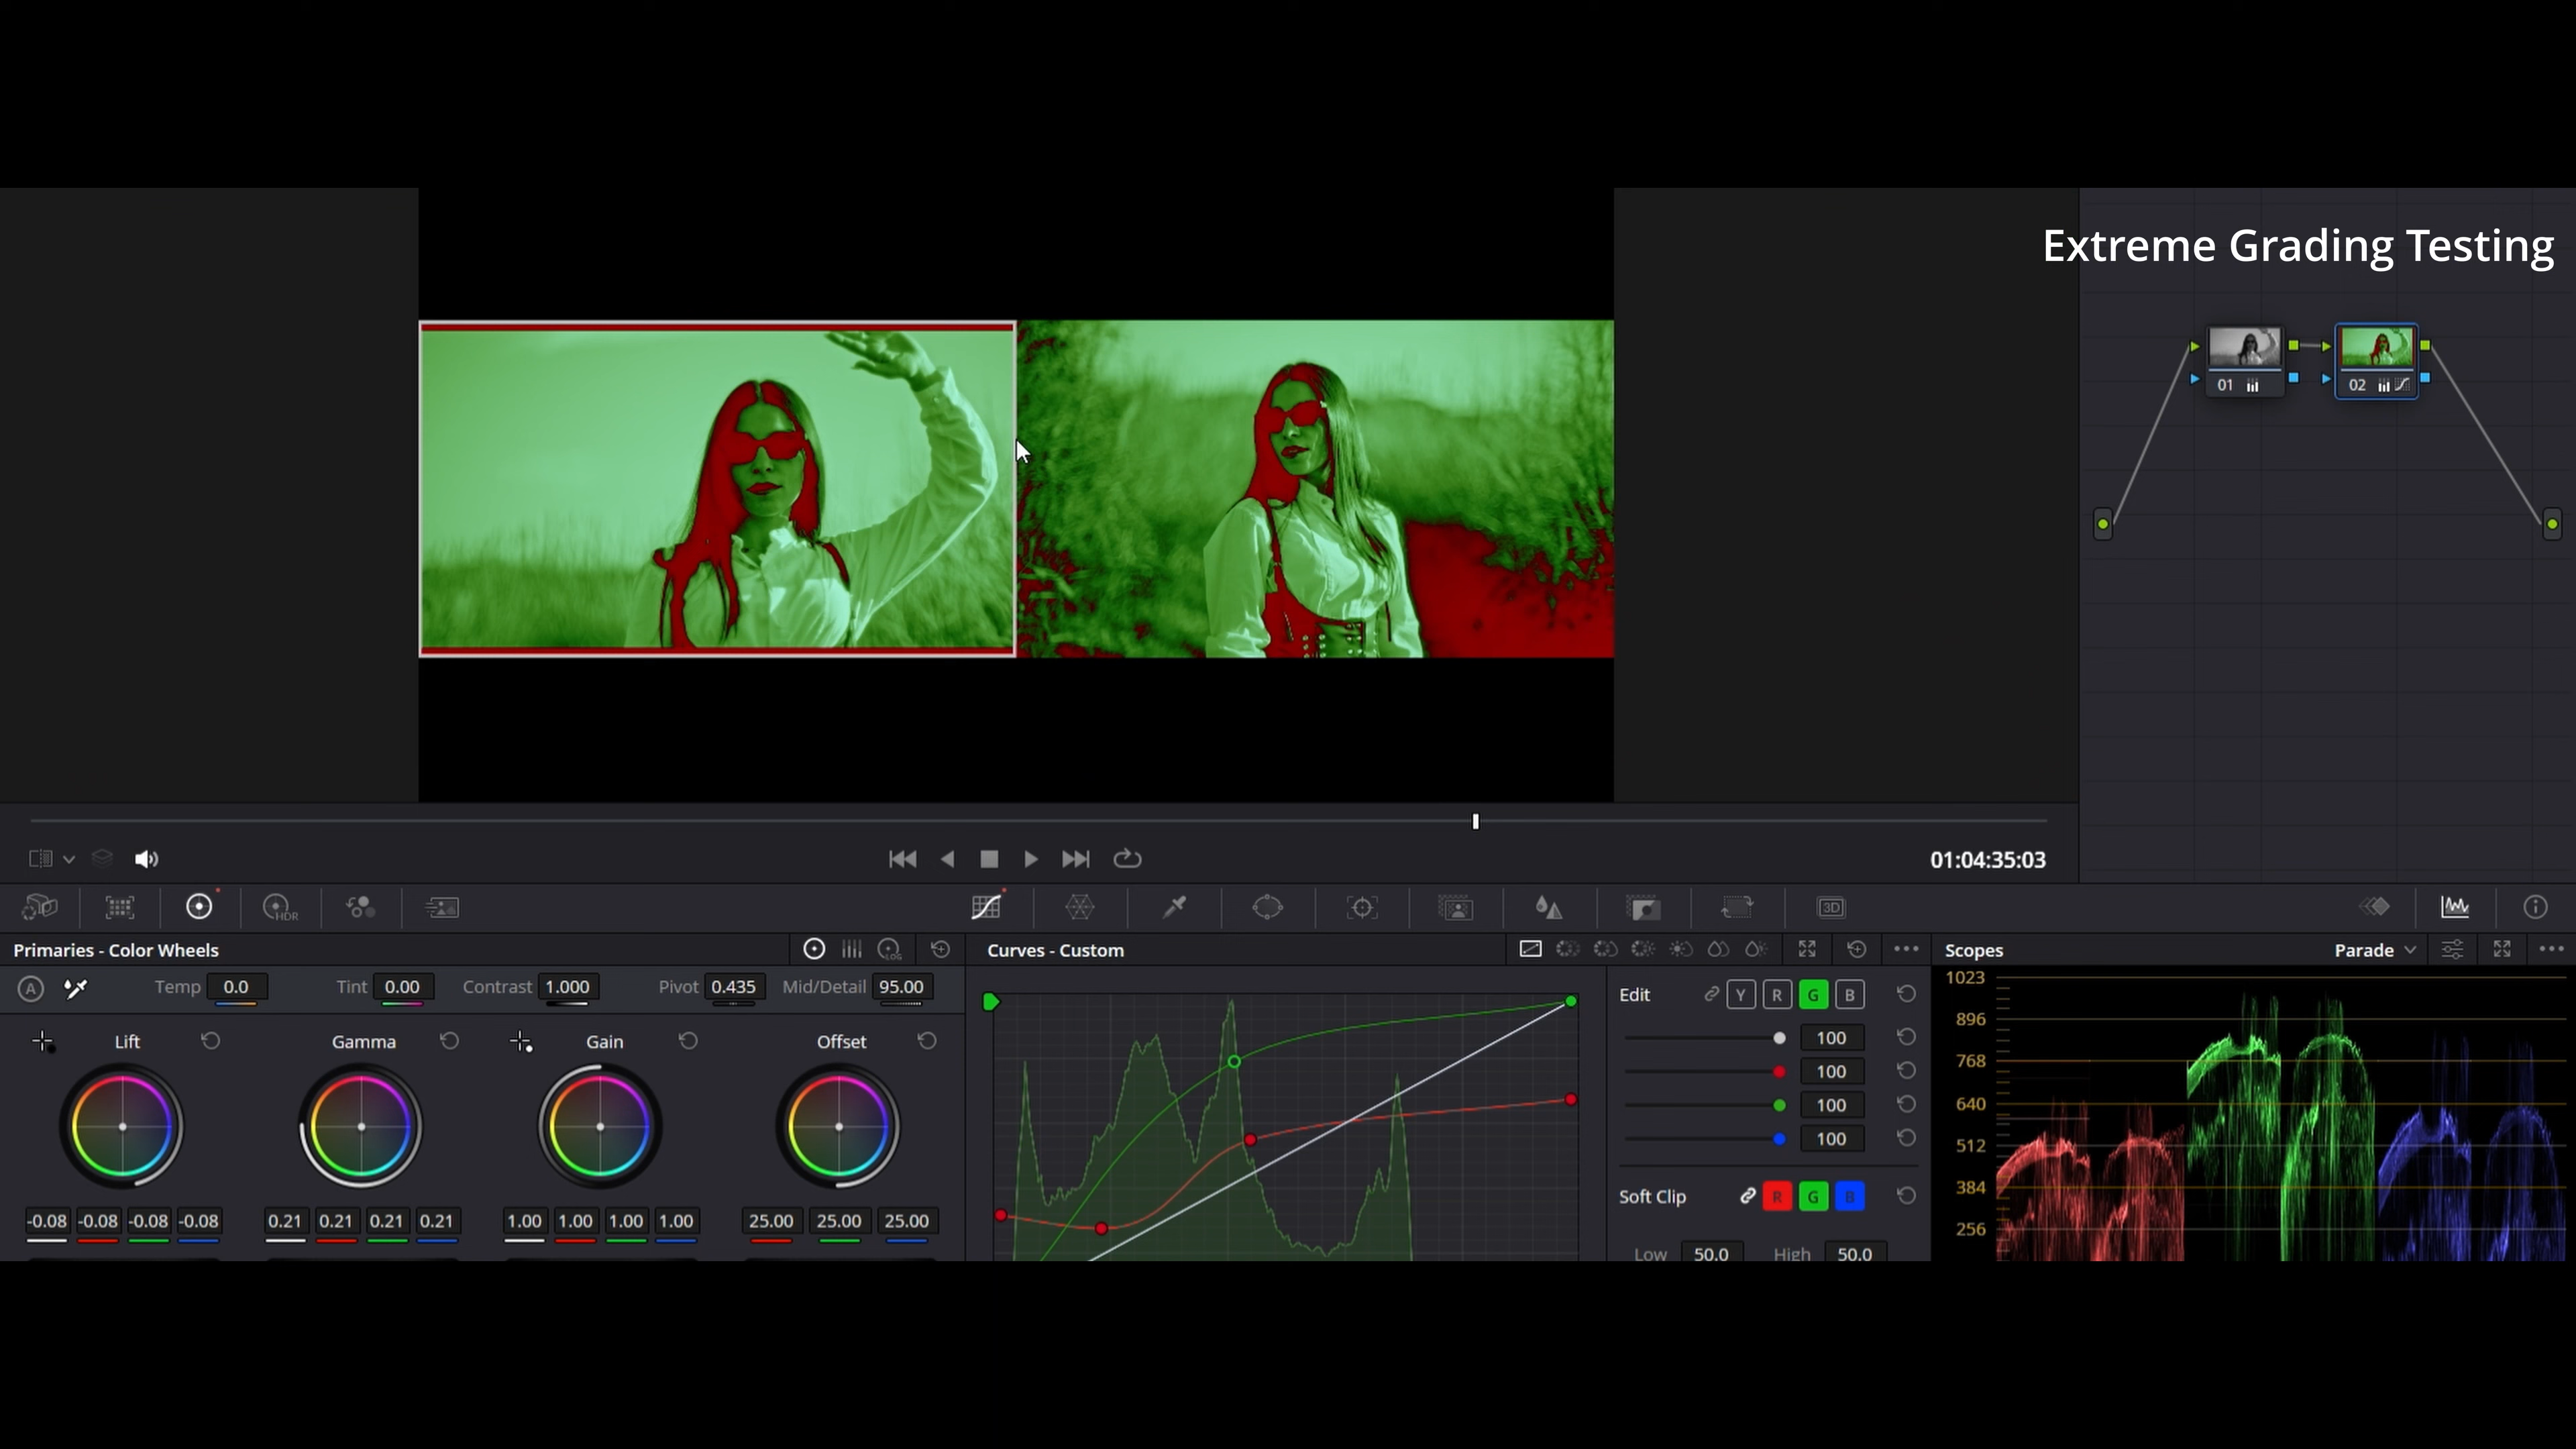 Extreme Grading Testing
01
02
01:04:35:03
HDR
3D
Primaries - Color Wheels
LOG
Curves - Custom
Scopes
Parade
A
Temp 0.0
Tint 0.00
Contrast 1.000
Pivot 0.435
Mid/Detail 95.00
Edit
Y R G B
1023
896
768
640
512
384
256
Lift
Gamma
Gain
Offset
100
100
100
100
Soft Clip
R G B
-0.08 -0.08 -0.08 -0.08
0.21 0.21 0.21 0.21
1.00 1.00 1.00 1.00
25.00 25.00 25.00
Low 50.0
High 50.0